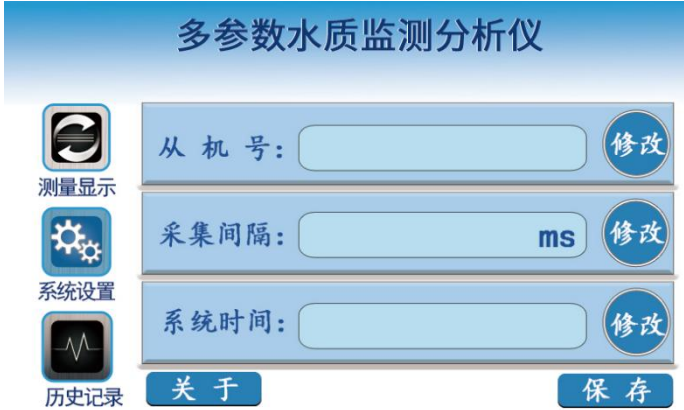 多参数水质监测分析仪
测量显示
系统设置
历史记录
从 机 号: 修改
采集间隔: ms 修改
系统时间: 修改
关 于
保 存